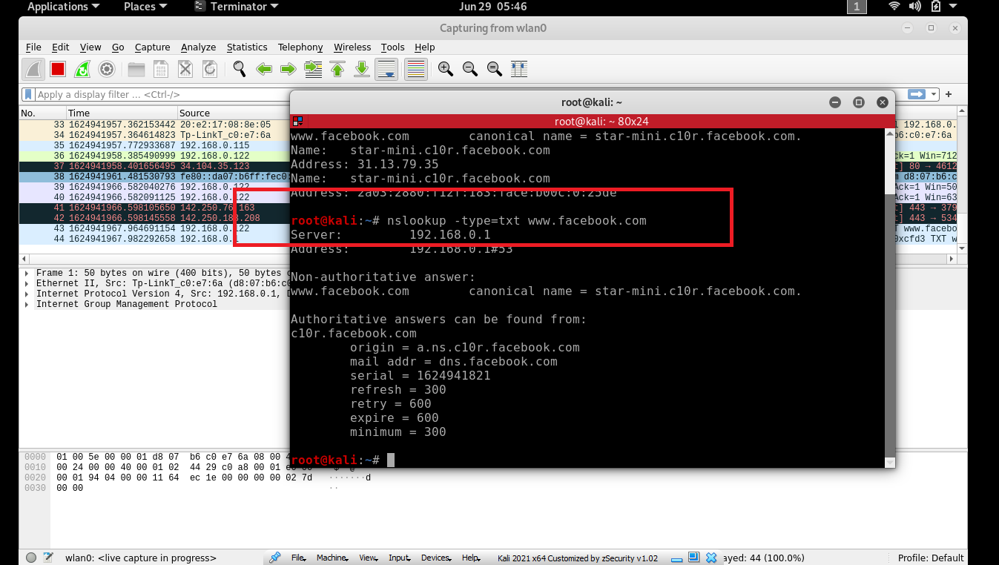 Applications Places Terminator Jun 29 05:46 1
Capturing from wlan0
File Edit View Go Capture Analyze Statistics Telephony Wireless Tools Help
Apply a display filter … <Ctrl-/>
No. Time Source
33 1624941957.362153442 20:e2:17:08:8e:05
34 1624941957.364614823 Tp-LinkT_c0:e7:6a
35 1624941957.772933687 192.168.0.115
36 1624941958.385490999 192.168.0.122
37 1624941958.401656495 34.104.35.123
38 1624941961.481530793 fe80::da07:b6ff:fec0:
39 1624941966.582040276 192.168.0.122
40 1624941966.582091125 192.168.0.122
41 1624941966.598105650 142.250.76.163
42 1624941966.598145558 142.250.183.208
43 1624941967.964691154 192.168.0.122
44 1624941967.982292658 192.168.0.1
192.168.0.
b6:c0:e7:6a
ck=1 Win=712
] 80 → 4612
m d8:07:b6:c
Ack=1 Win=50
Ack=1 Win=63
t] 443 → 379
t] 443 → 534
T www.facebo
0xcfd3 TXT w
Frame 1: 50 bytes on wire (400 bits), 50 bytes
Ethernet II, Src: Tp-LinkT_c0:e7:6a (d8:07:b6:c0
Internet Protocol Version 4, Src: 192.168.0.1,
Internet Group Management Protocol
0000 01 00 5e 00 00 01 d8 07 b6 c0 e7 6a 08 00
0010 00 24 00 00 40 00 01 02 44 29 c0 a8 00 01
0020 00 01 94 04 00 00 11 64 ec 1e 00 00 00 00 02 7d ·······d
0030 00 00 ··
root@kali: ~
root@kali: ~ 80x24
www.facebook.com canonical name = star-mini.c10r.facebook.com.
Name: star-mini.c10r.facebook.com
Address: 31.13.79.35
Name: star-mini.c10r.facebook.com
Address: 2a03:2880:f12f:183:face:b00c:0:25de
root@kali:~# nslookup -type=txt www.facebook.com
Server: 192.168.0.1
Address: 192.168.0.1#53
Non-authoritative answer:
www.facebook.com canonical name = star-mini.c10r.facebook.com.
Authoritative answers can be found from:
c10r.facebook.com
origin = a.ns.c10r.facebook.com
mail addr = dns.facebook.com
serial = 1624941821
refresh = 300
retry = 600
expire = 600
minimum = 300
root@kali:~#
wlan0: <live capture in progress> File Machine View Input Devices Help Kali 2021 x64 Customized by zSecurity v1.02 ayed: 44 (100.0%) Profile: Default